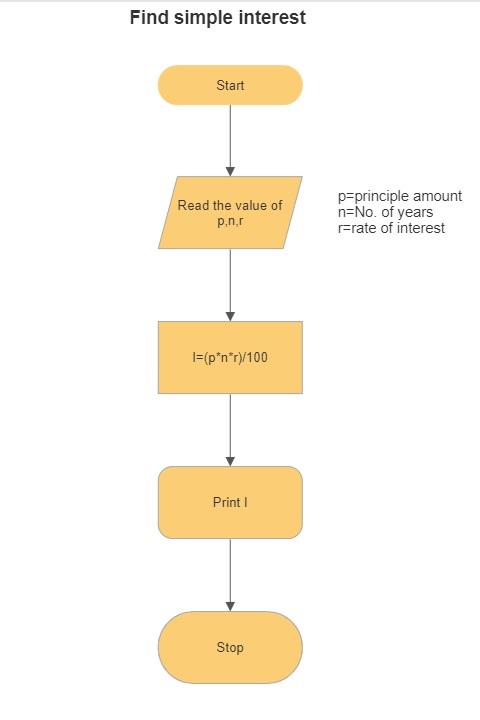 Find simple interest
Start
Read the value of
p,n,r
p=principle amount
n=No. of years
r=rate of interest
I=(p*n*r)/100
Print I
Stop